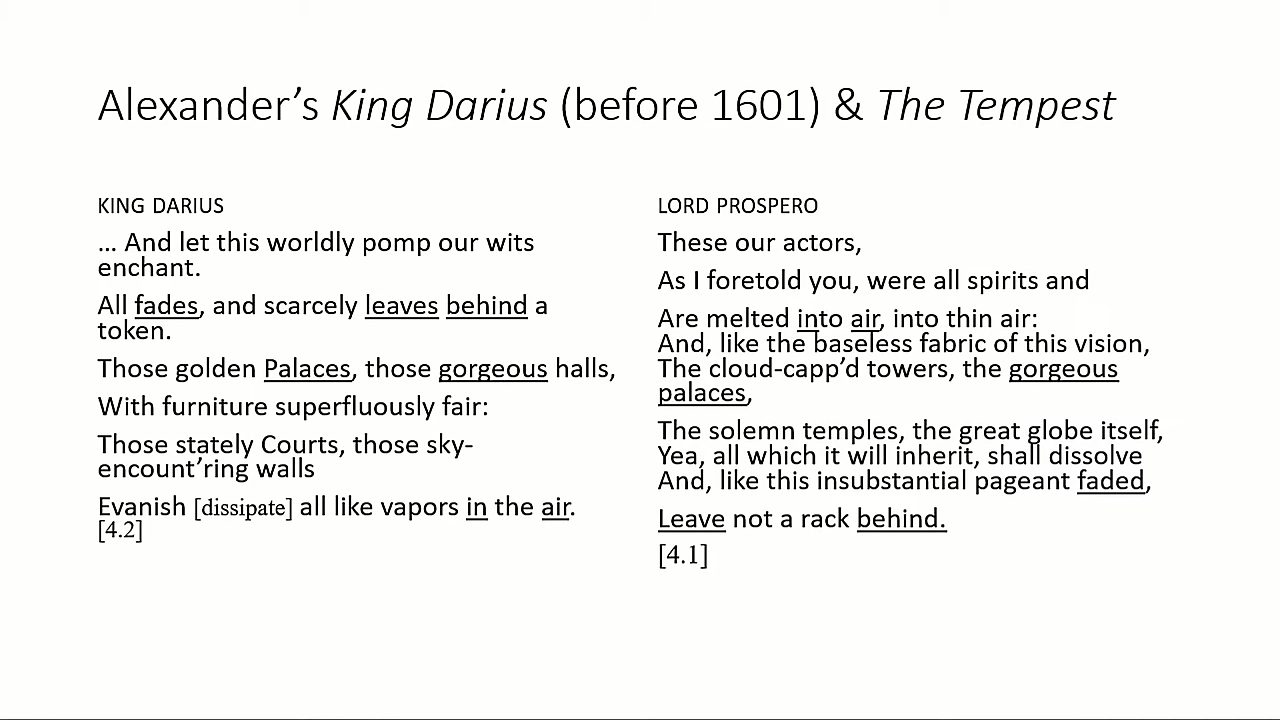 Alexander’s King Darius (before 1601) & The Tempest
KING DARIUS
… And let this worldly pomp our wits
enchant.
All fades, and scarcely leaves behind a
token.
Those golden Palaces, those gorgeous halls,
With furniture superfluously fair:
Those stately Courts, those sky-
encount’ring walls
Evanish [dissipate] all like vapors in the air.
[4.2]
LORD PROSPERO
These our actors,
As I foretold you, were all spirits and
Are melted into air, into thin air:
And, like the baseless fabric of this vision,
The cloud-capp’d towers, the gorgeous
palaces,
The solemn temples, the great globe itself,
Yea, all which it will inherit, shall dissolve
And, like this insubstantial pageant faded,
Leave not a rack behind.
[4.1]